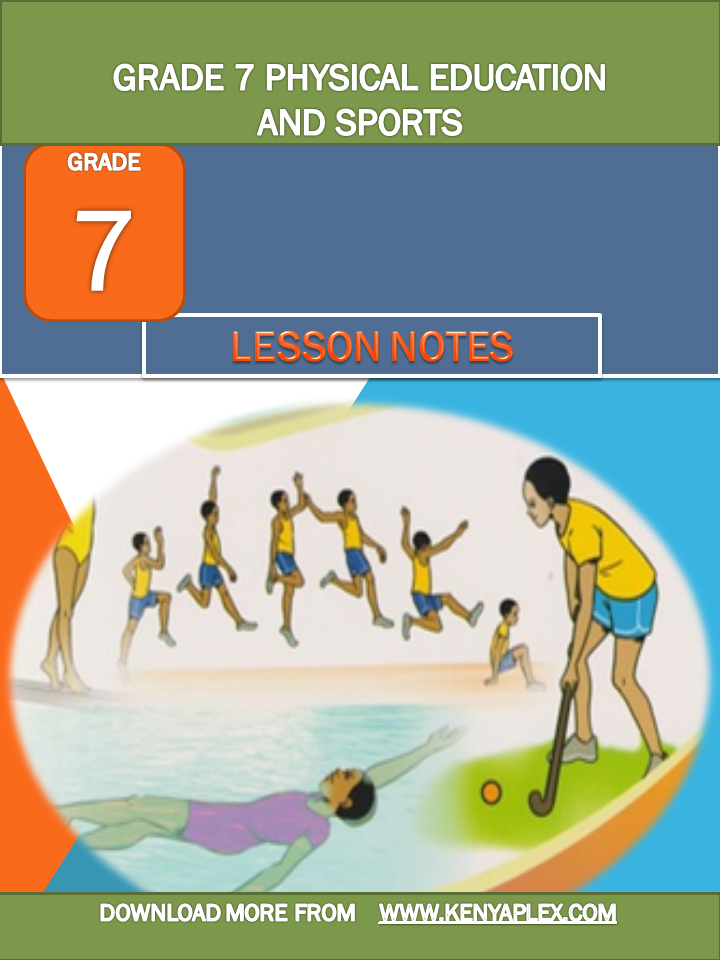 GRADE 7 PHYSICAL EDUCATION
AND SPORTS
GRADE
7
LESSON NOTES
DOWNLOAD MORE FROM WWW.KENYAPLEX.COM